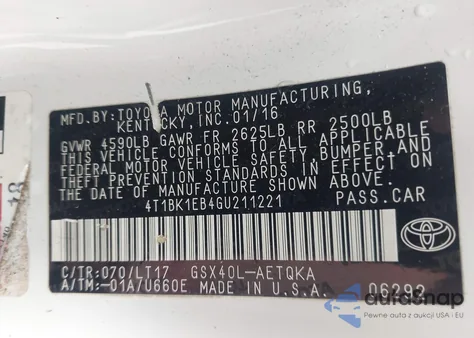 MFD. BY: TOYOTA MOTOR MANUFACTURING,
KENTUCKY, INC. 01/16
GVWR 4590LB GAWR FR 2625LB RR 2500LB
THIS VEHICLE CONFORMS TO ALL APPLICABLE
FEDERAL MOTOR VEHICLE SAFETY, BUMPER, AND
THEFT PREVENTION STANDARDS IN EFFECT ON
THE DATE OF MANUFACTURE SHOWN ABOVE.
4T1BK1EB4GU211221 PASS.CAR
C/TR:070/LT17 GSX40L-AETQKA
A/TM:-01A/U660E MADE IN U.S.A. 06292
autoSnap
Pewne auta z aukcji USA i EU